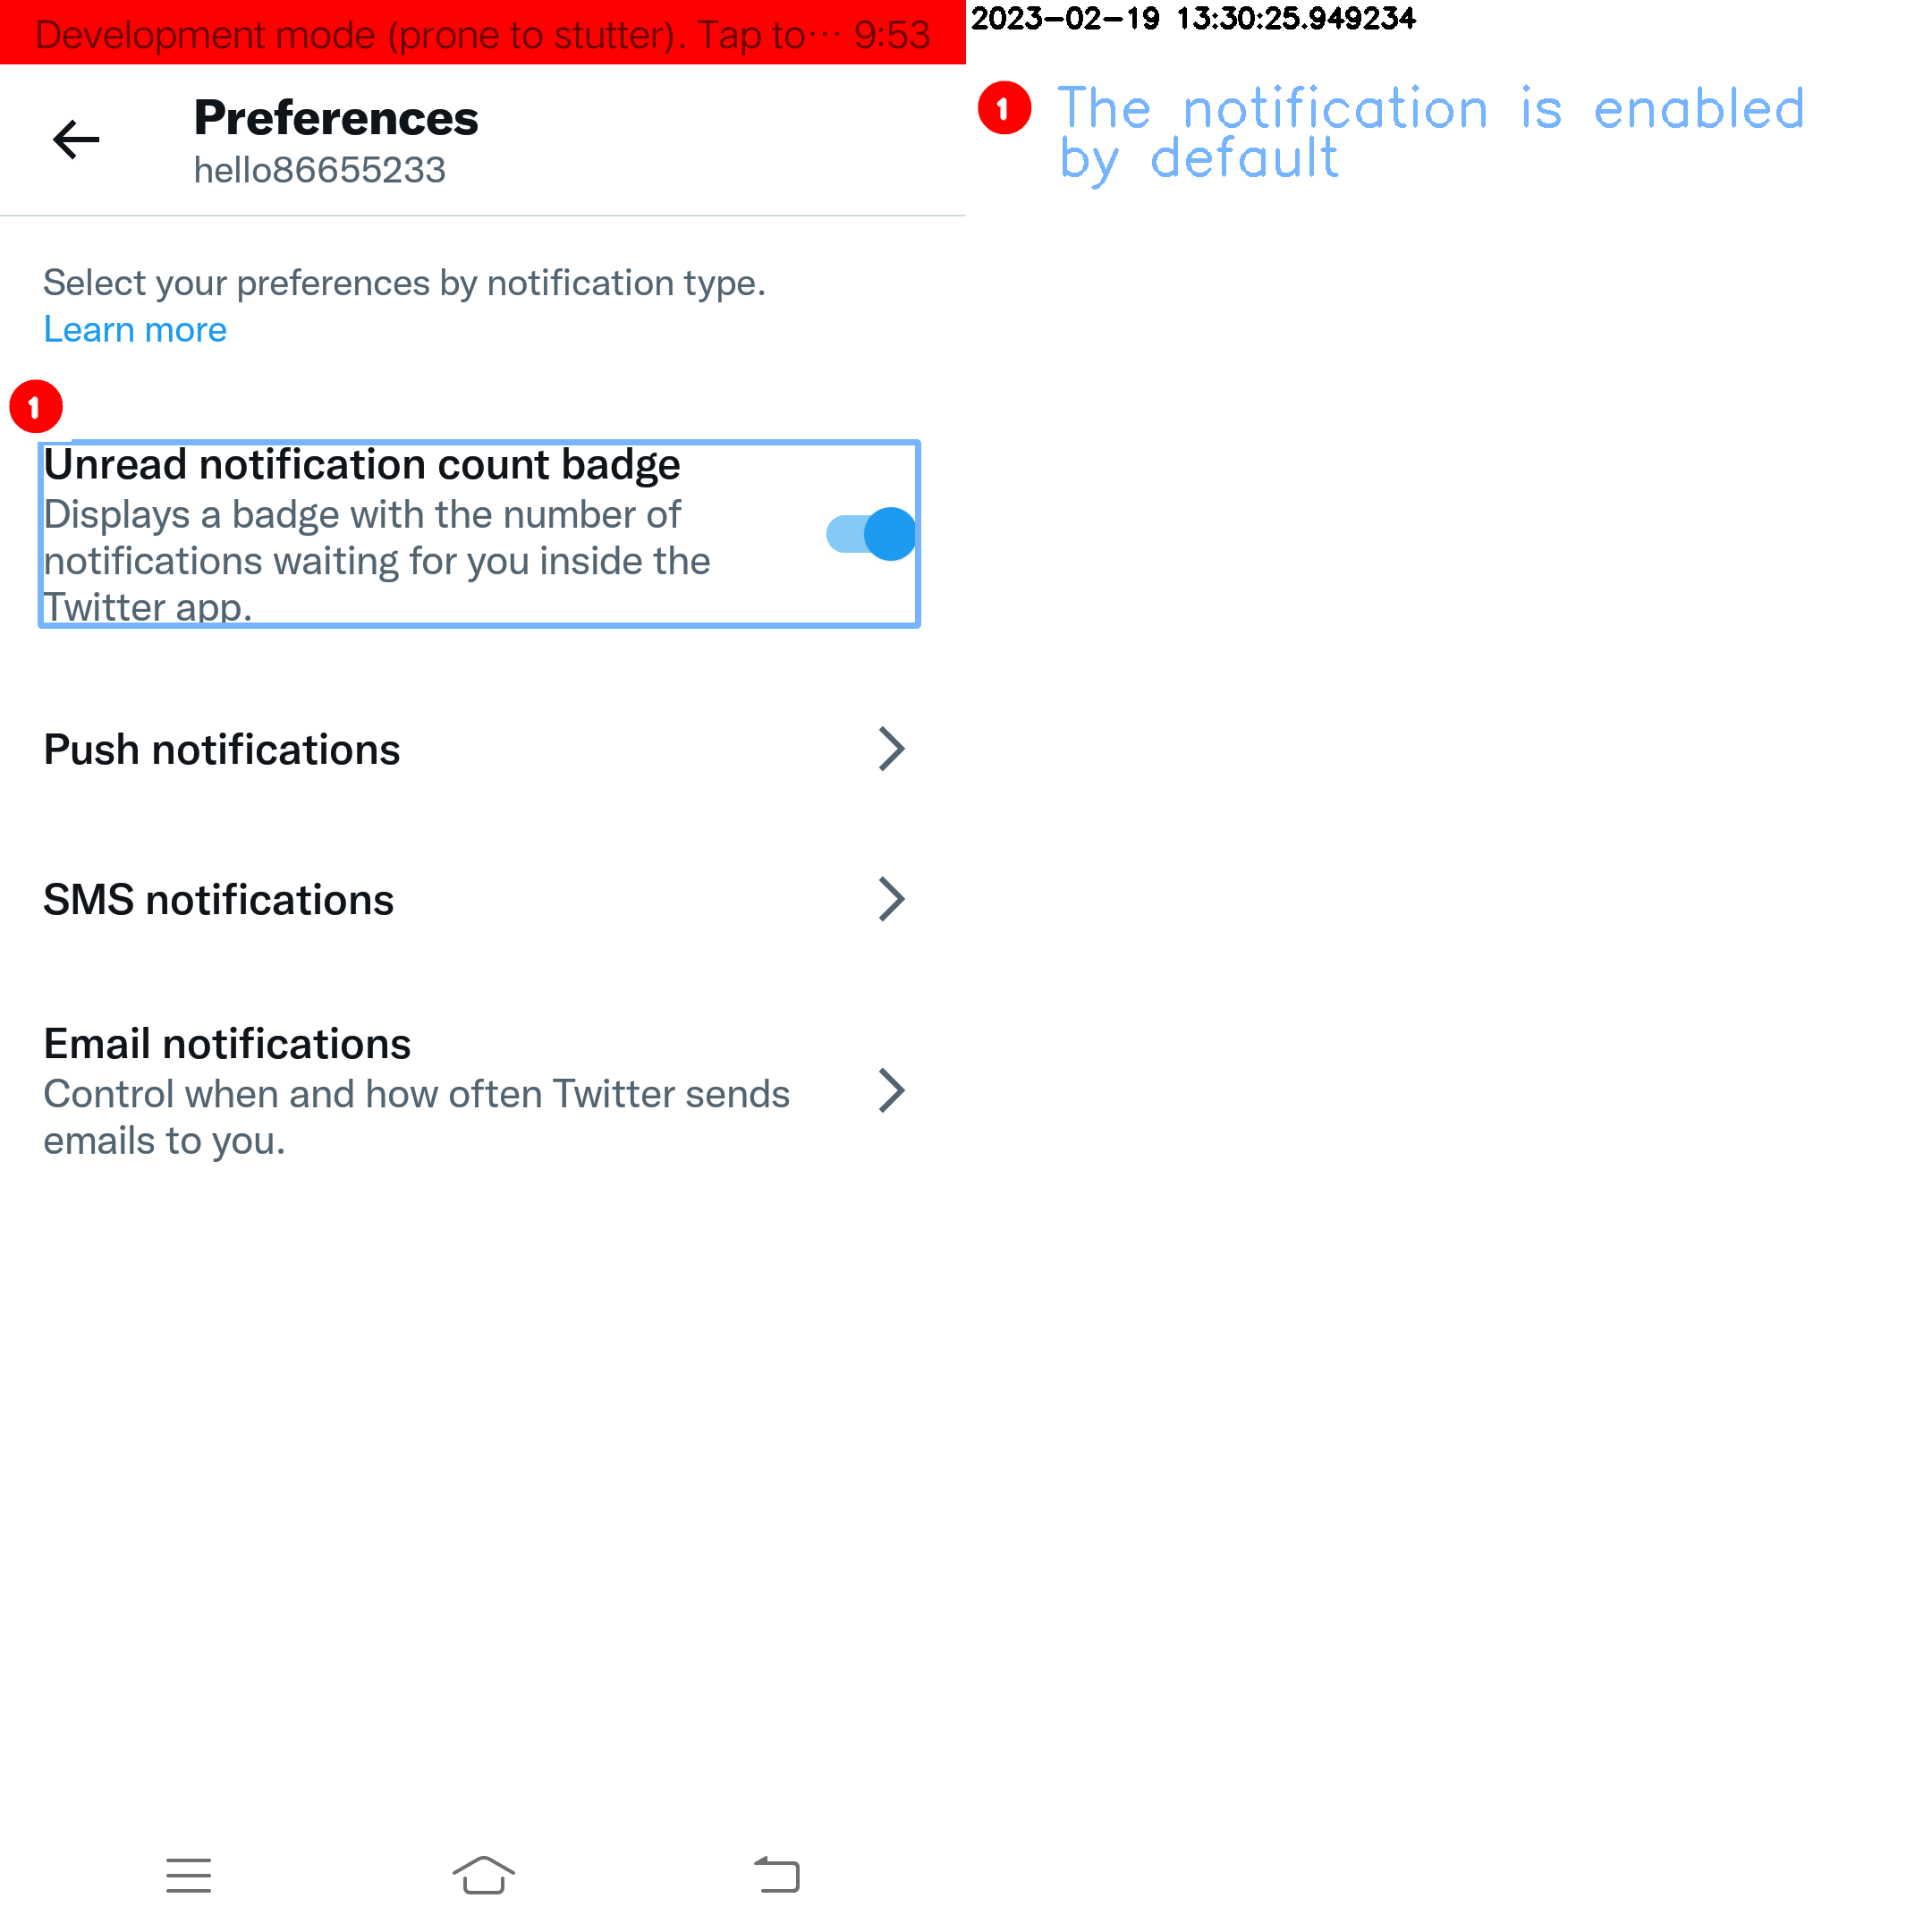 Development mode (prone to stutter). Tap to··· 9:53
Preferences
hello86655233
Select your preferences by notification type.
Learn more
1
Unread notification count badge
Displays a badge with the number of
notifications waiting for you inside the
Twitter app.
Push notifications
SMS notifications
Email notifications
Control when and how often Twitter sends
emails to you.
2023-02-19 13:30:25.949234
1 The notification is enabled
by default